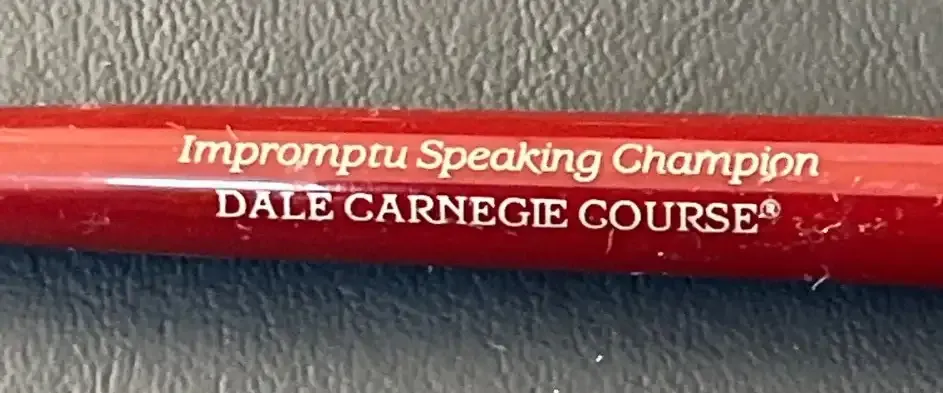 Impromptu Speaking Champion
DALE CARNEGIE COURSE®